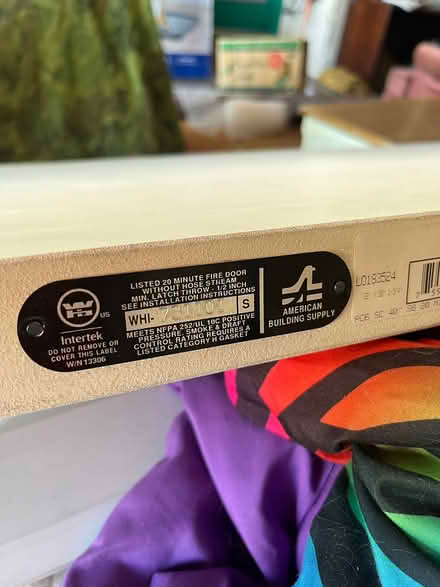 LISTED 20 MINUTE FIRE DOOR
WITHOUT HOSE STREAM
MIN. LATCH THROW - 1/2 INCH
SEE INSTALLATION INSTRUCTIONS
WHI- S
MEETS NFPA 252/UL 10C POSITIVE
PRESSURE. SMOKE & DRAFT
CONTROL RATING REQUIRES A
LISTED CATEGORY H GASKET
WH
US
Intertek
DO NOT REMOVE OR
COVER THIS LABEL
W/N 13306
AMERICAN
BUILDING SUPPLY
LO193524